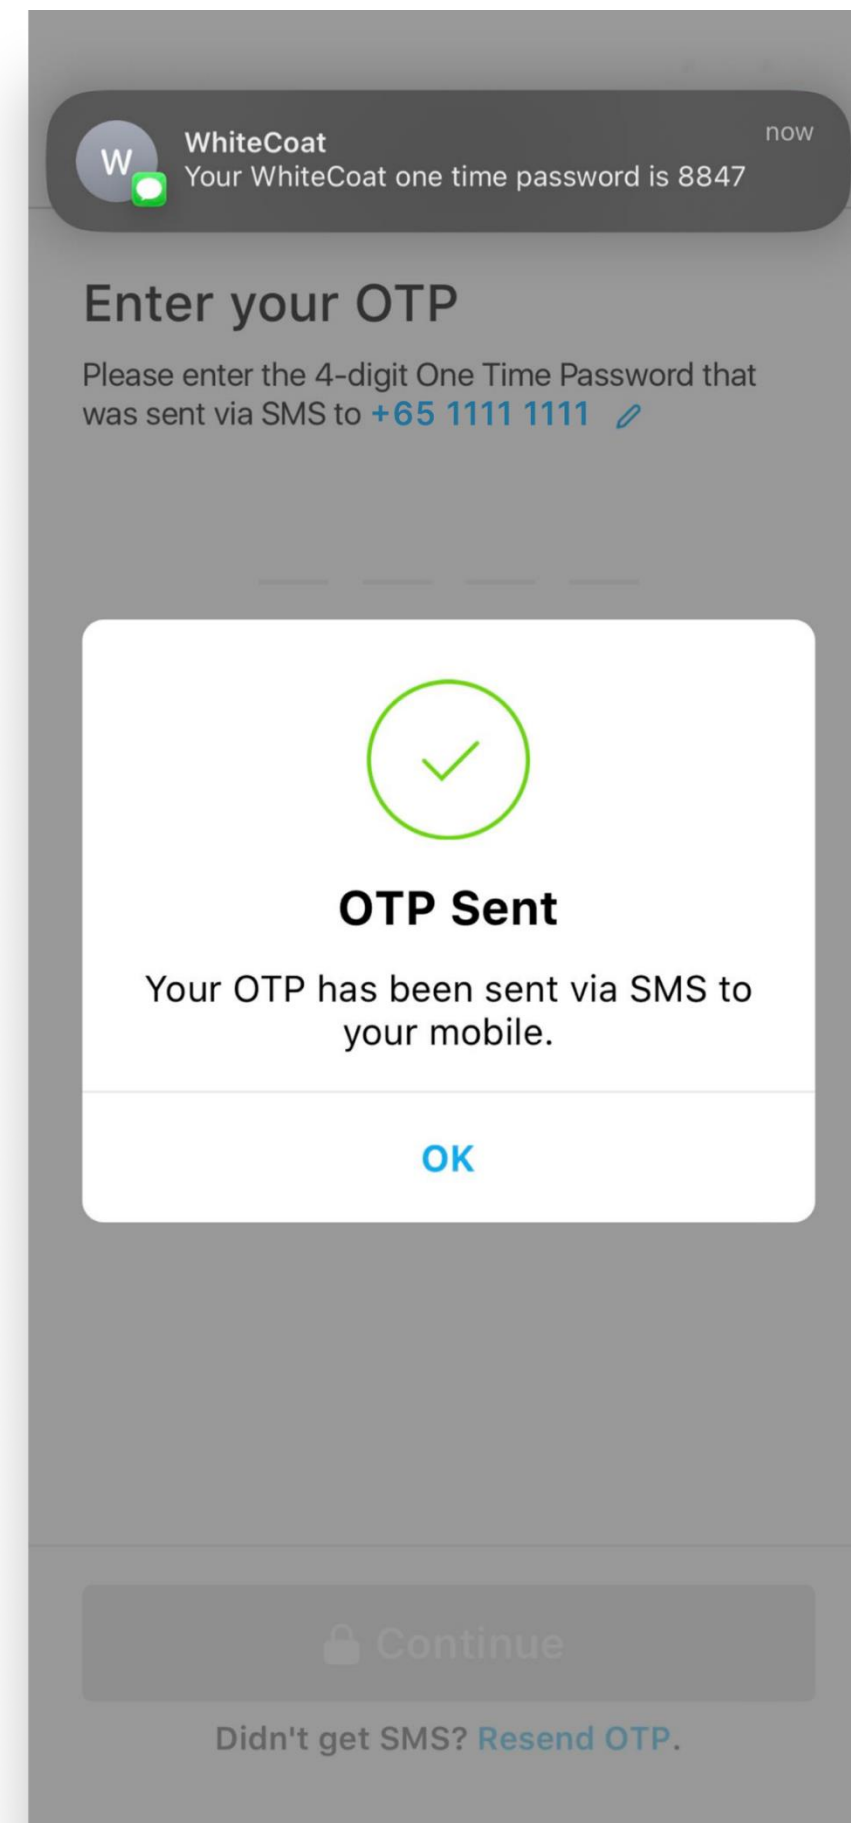 W
WhiteCoat
now
Your WhiteCoat one time password is 8847
Enter your OTP
Please enter the 4-digit One Time Password that
was sent via SMS to +65 1111 1111
OTP Sent
Your OTP has been sent via SMS to
your mobile.
OK
Continue
Didn't get SMS? Resend OTP.